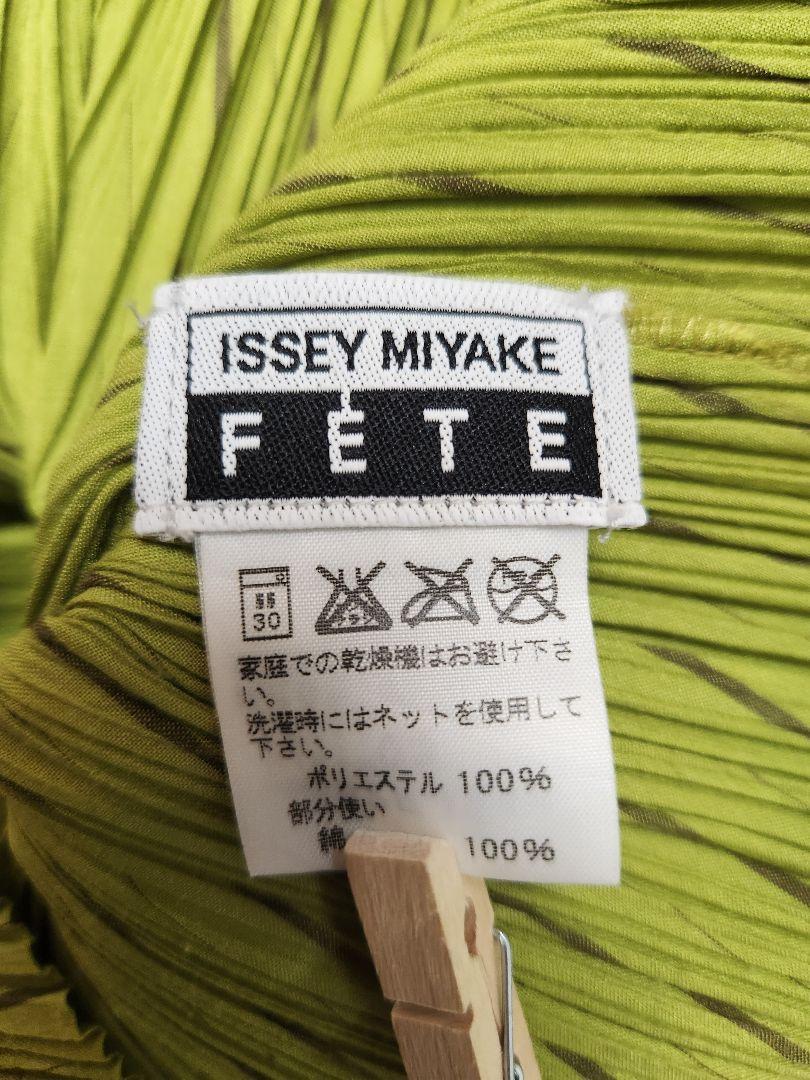 ISSEY MIYAKE
FÊTE
30
家庭での乾燥機はお避け下さ
い。
洗濯時にはネットを使用して
下さい。
ポリエステル 100%
部分使い
綿 100%